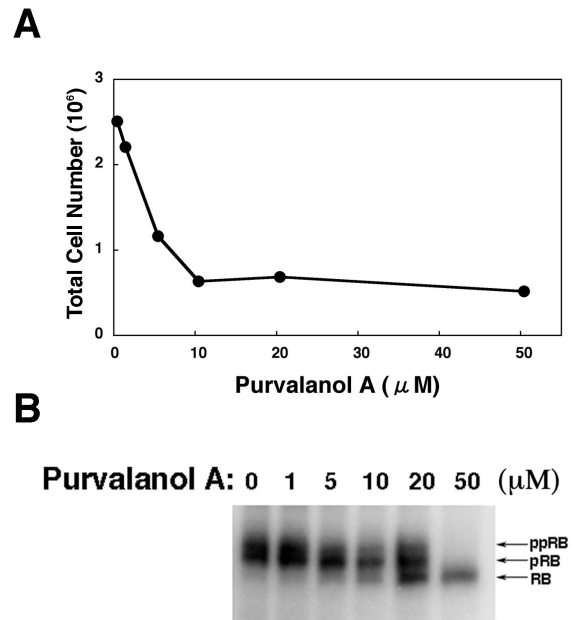 A
3
2
1
0
Total Cell Number (10⁶)
0 10 20 30 40 50
Purvalanol A ( μ M)
B
Purvalanol A: 0 1 5 10 20 50 (μM)
ppRB
pRB
RB